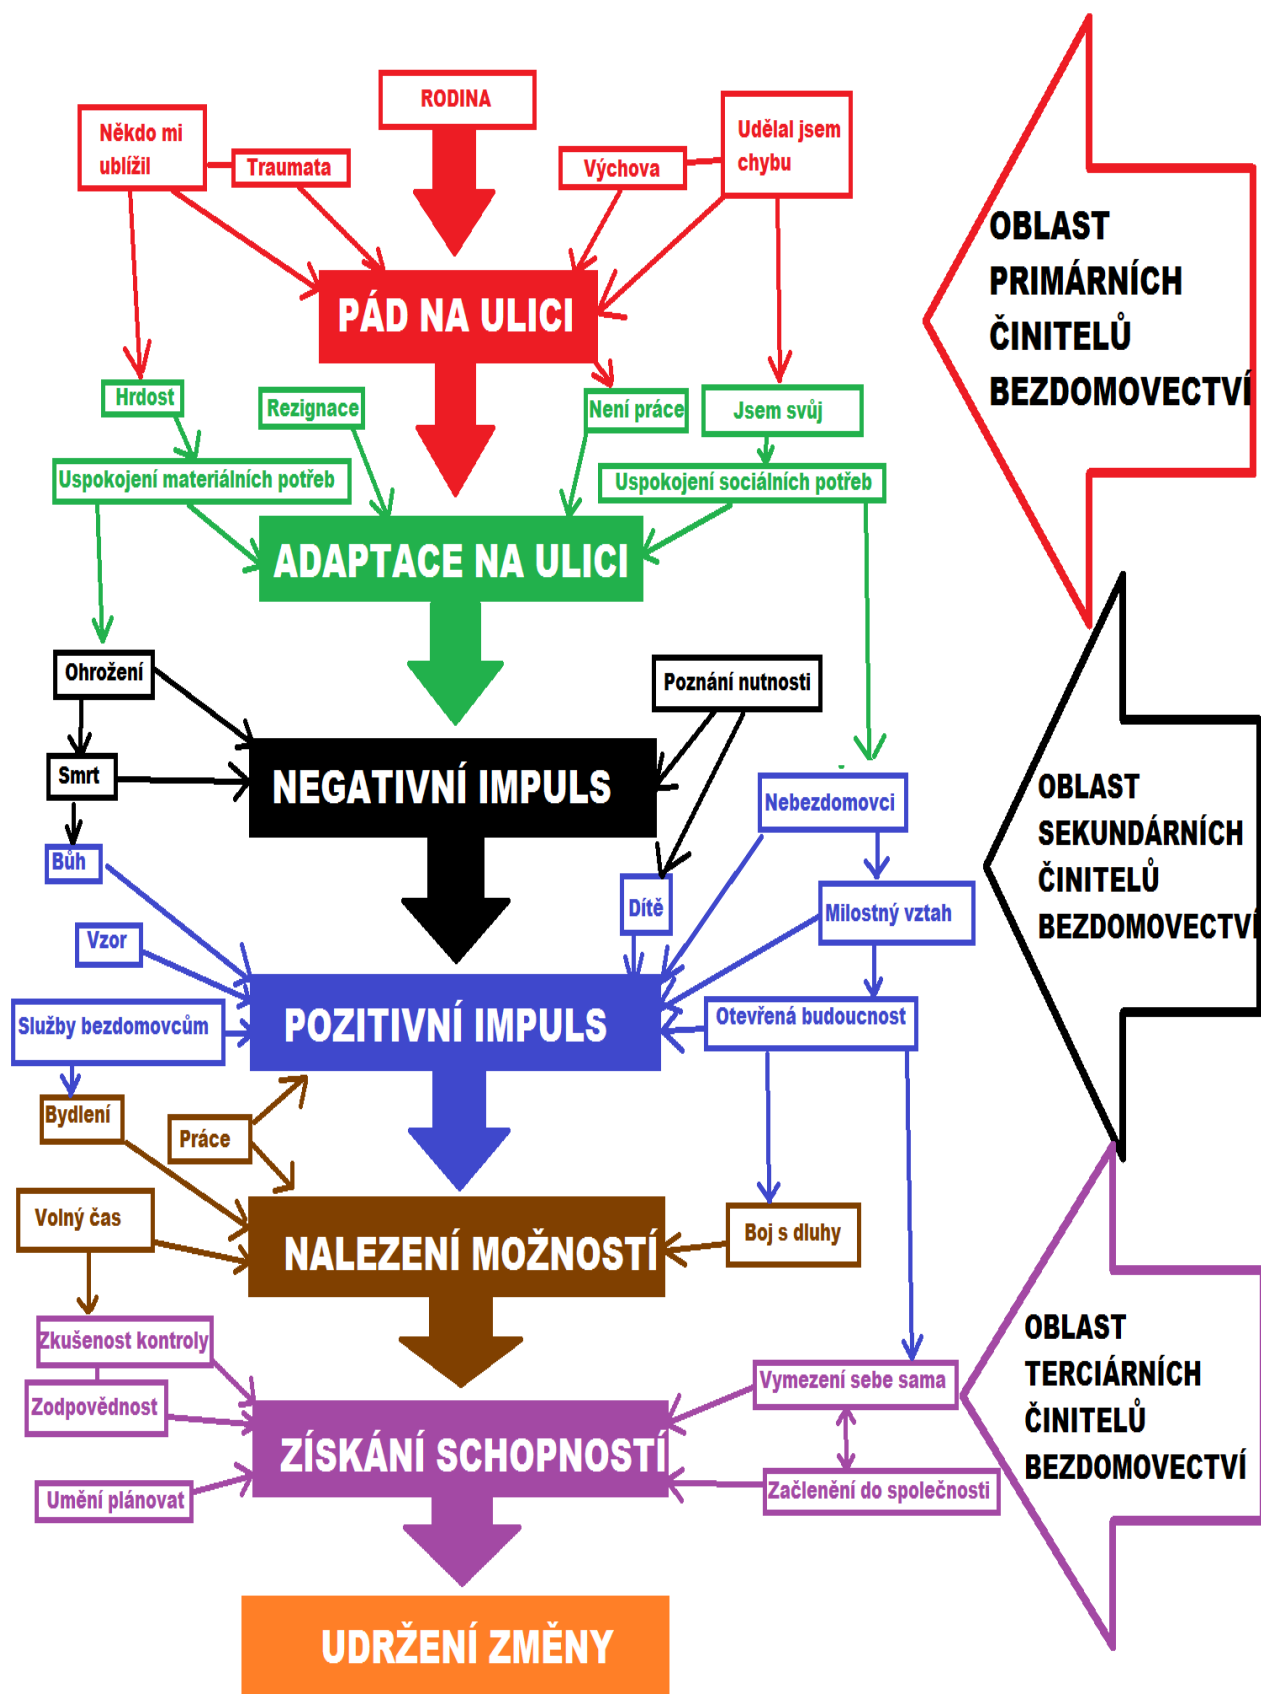 RODINA
Někdo mi
ublížil
Traumata
Výchova
Udělal jsem
chybu
PÁD NA ULICI
OBLAST
PRIMÁRNÍCH
ČINITELŮ
BEZDOMOVECTVÍ
Hrdost
Rezignace
Není práce
Jsem svůj
Uspokojení materiálních potřeb
Uspokojení sociálních potřeb
ADAPTACE NA ULICI
Ohrožení
Poznání nutnosti
Smrt
NEGATIVNÍ IMPULS
Nebezdomovci
OBLAST
SEKUNDÁRNÍCH
ČINITELŮ
BEZDOMOVECTVÍ
Bůh
Dítě
Milostný vztah
Vzor
Služby bezdomovcům
POZITIVNÍ IMPULS
Otevřená budoucnost
Bydlení
Práce
Volný čas
NALEZENÍ MOŽNOSTÍ
Boj s dluhy
Zkušenost kontroly
Zodpovědnost
Vymezení sebe sama
OBLAST
TERCIÁRNÍCH
ČINITELŮ
BEZDOMOVECTVÍ
ZÍSKÁNÍ SCHOPNOSTÍ
Umění plánovat
Začlenění do společnosti
UDRŽENÍ ZMĚNY